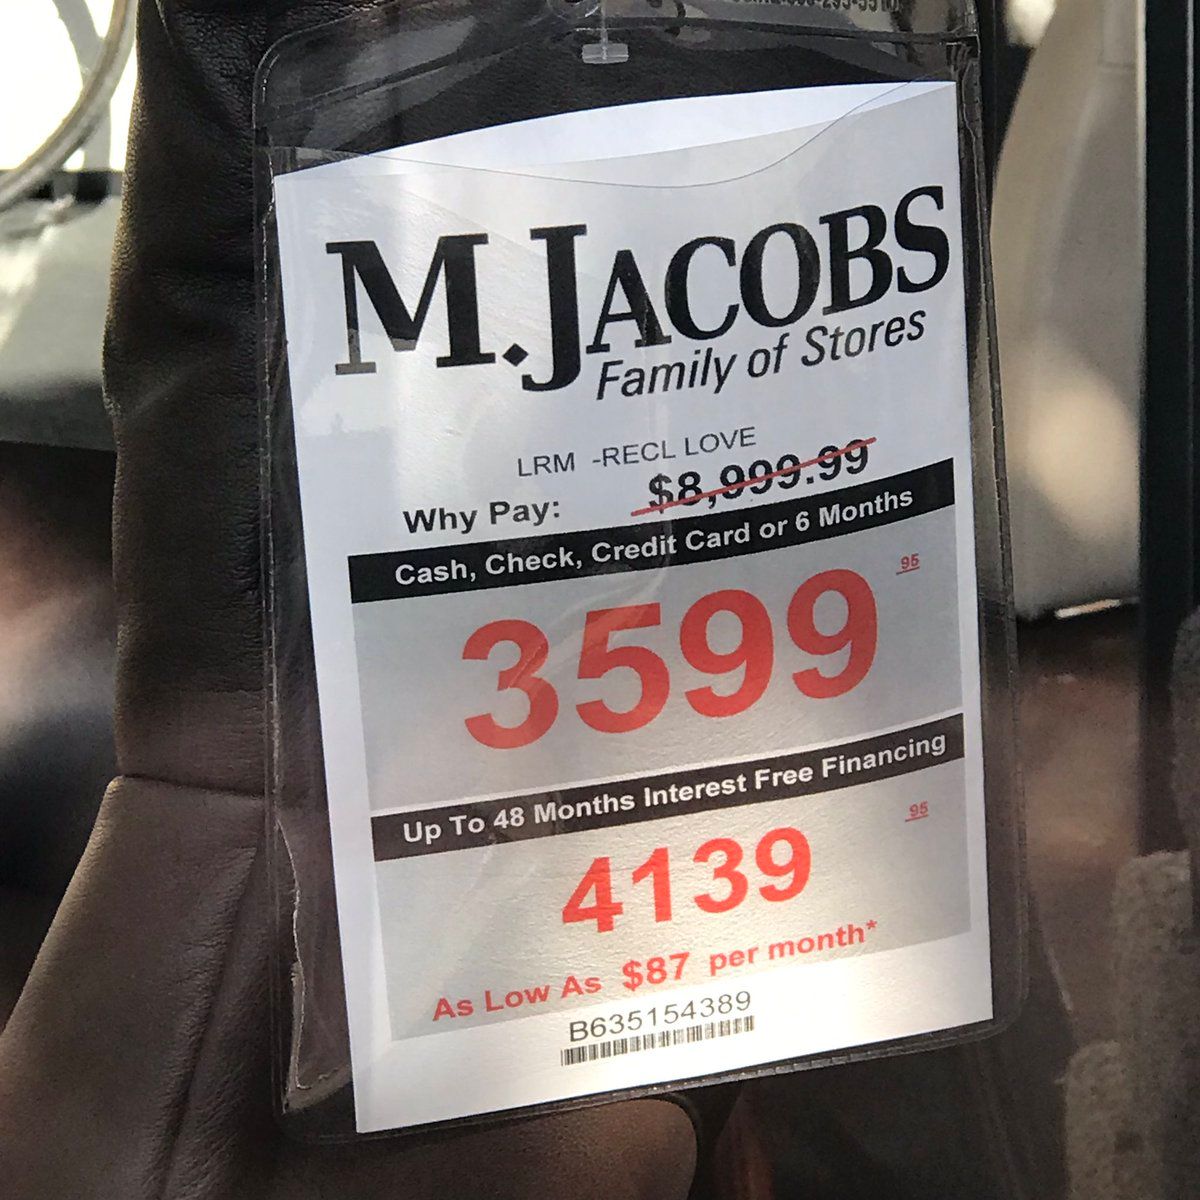 M.JACOBS
Family of Stores
LRM -RECL LOVE
Why Pay: $8,999.99
Cash, Check, Credit Card or 6 Months
3599 95
Up To 48 Months Interest Free Financing
4139 95
As Low As $87 per month*
B635154389